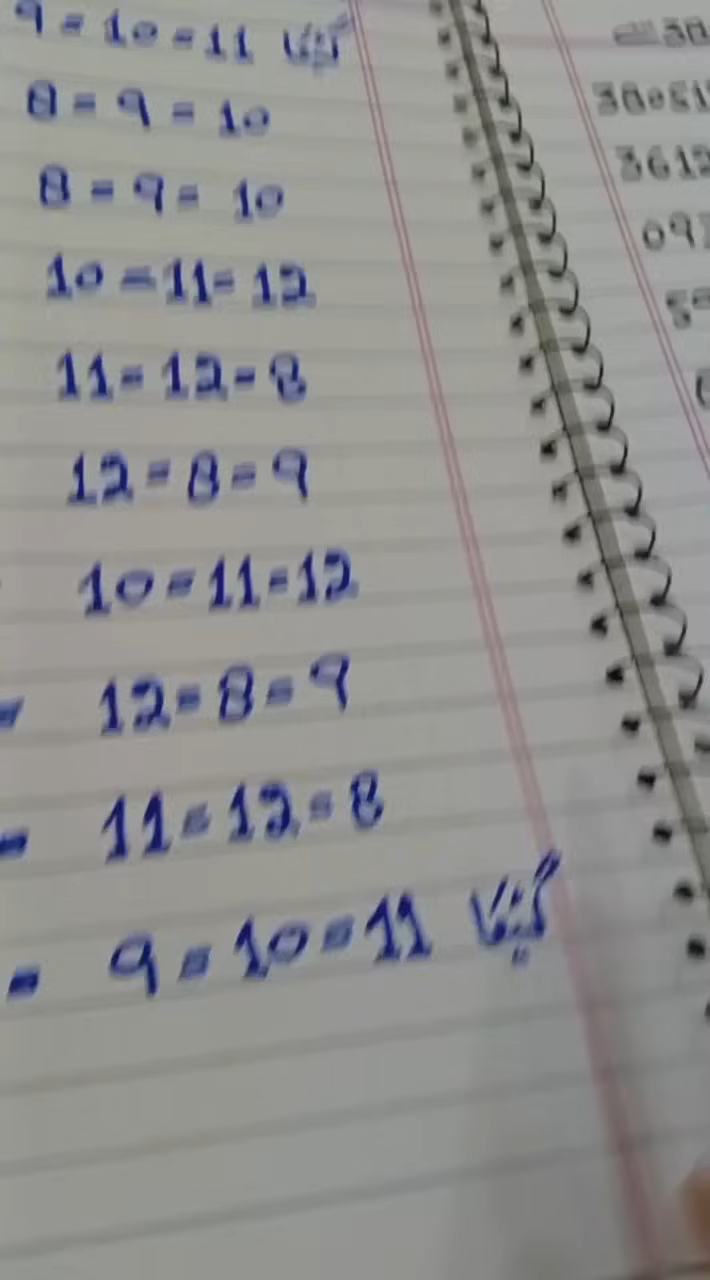 9 = 10 = 11
8 = 9 = 10
8 = 9 = 10
10 = 11 = 12
11 = 12 = 8
12 = 8 = 9
10 = 11 = 12
= 12 = 8 = 9
= 11 = 12 = 8
= 9 = 10 = 11
3612